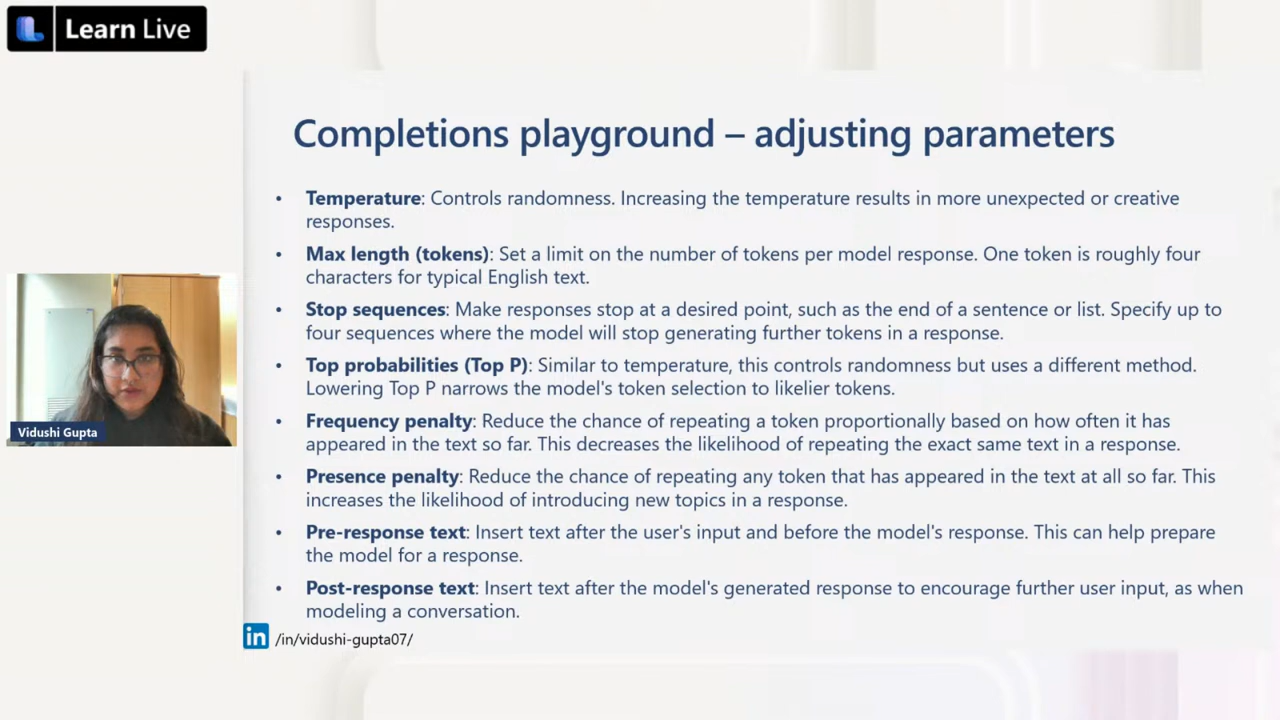 Learn Live
Completions playground – adjusting parameters
• Temperature: Controls randomness. Increasing the temperature results in more unexpected or creative
responses.
• Max length (tokens): Set a limit on the number of tokens per model response. One token is roughly four
characters for typical English text.
• Stop sequences: Make responses stop at a desired point, such as the end of a sentence or list. Specify up to
four sequences where the model will stop generating further tokens in a response.
• Top probabilities (Top P): Similar to temperature, this controls randomness but uses a different method.
Lowering Top P narrows the model's token selection to likelier tokens.
• Frequency penalty: Reduce the chance of repeating a token proportionally based on how often it has
appeared in the text so far. This decreases the likelihood of repeating the exact same text in a response.
• Presence penalty: Reduce the chance of repeating any token that has appeared in the text at all so far. This
increases the likelihood of introducing new topics in a response.
• Pre-response text: Insert text after the user's input and before the model's response. This can help prepare
the model for a response.
• Post-response text: Insert text after the model's generated response to encourage further user input, as when
modeling a conversation.
Vidushi Gupta
in /in/vidushi-gupta07/